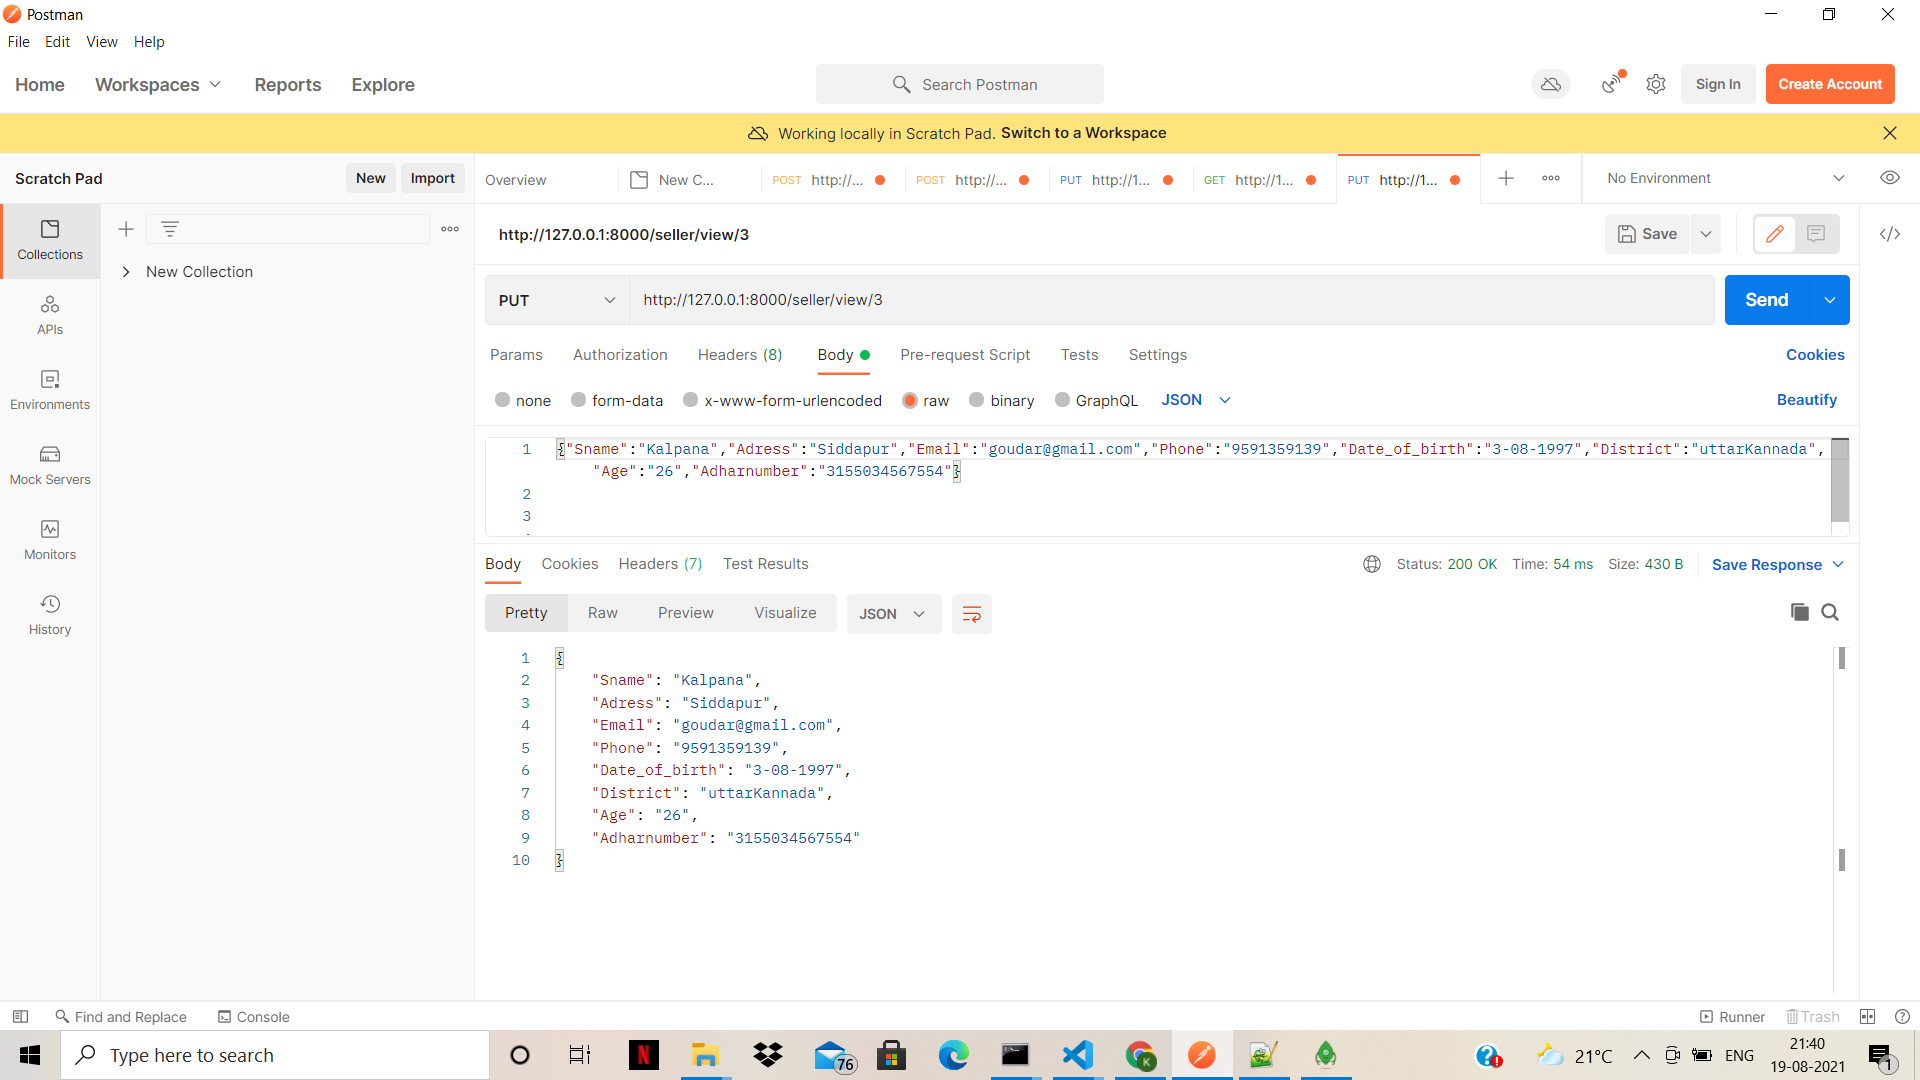 Postman
File Edit View Help
Home Workspaces Reports Explore Search Postman Sign In Create Account
Working locally in Scratch Pad. Switch to a Workspace
Scratch Pad New Import
Overview New C... POST http://... POST http://... PUT http://1... GET http://1... PUT http://1... No Environment
Collections
New Collection
APIs
Environments
Mock Servers
Monitors
History
http://127.0.0.1:8000/seller/view/3 Save
PUT http://127.0.0.1:8000/seller/view/3 Send
Params Authorization Headers (8) Body Pre-request Script Tests Settings Cookies
none form-data x-www-form-urlencoded raw binary GraphQL JSON Beautify
1 {"Sname":"Kalpana","Adress":"Siddapur","Email":"goudar@gmail.com","Phone":"9591359139","Date_of_birth":"3-08-1997","District":"uttarKannada",
"Age":"26","Adharnumber":"3155034567554"}
2
3
Body Cookies Headers (7) Test Results Status: 200 OK Time: 54 ms Size: 430 B Save Response
Pretty Raw Preview Visualize JSON
1 {
2 "Sname": "Kalpana",
3 "Adress": "Siddapur",
4 "Email": "goudar@gmail.com",
5 "Phone": "9591359139",
6 "Date_of_birth": "3-08-1997",
7 "District": "uttarKannada",
8 "Age": "26",
9 "Adharnumber": "3155034567554"
10 }
Find and Replace Console Runner Trash
Type here to search N 76 K 21°C ENG 21:40
19-08-2021 1